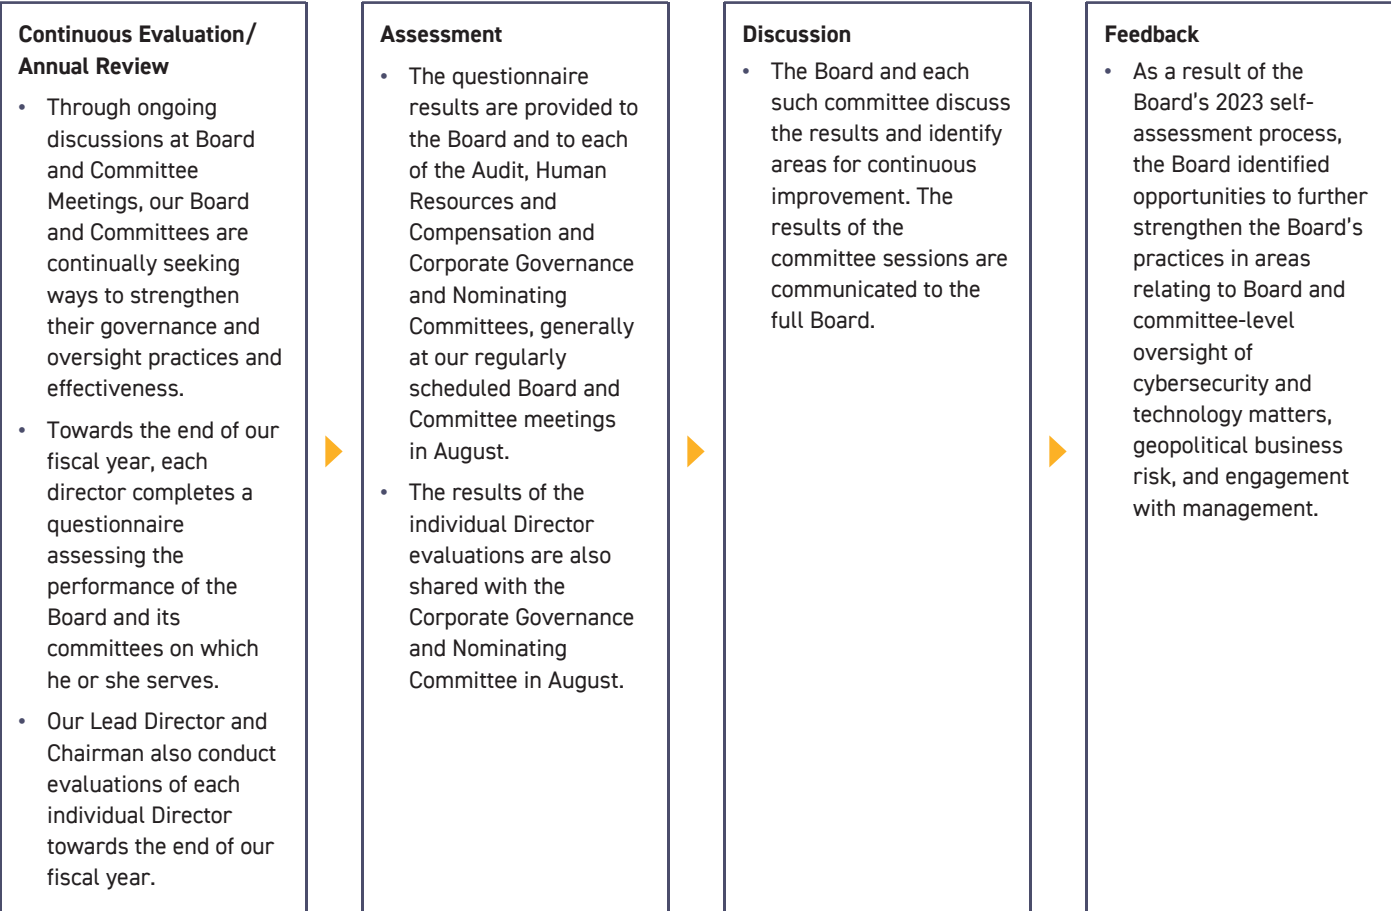 Continuous Evaluation/
Annual Review
• Through ongoing
discussions at Board
and Committee
Meetings, our Board
and Committees are
continually seeking
ways to strengthen
their governance and
oversight practices and
effectiveness.
• Towards the end of our
fiscal year, each
director completes a
questionnaire
assessing the
performance of the
Board and its
committees on which
he or she serves.
• Our Lead Director and
Chairman also conduct
evaluations of each
individual Director
towards the end of our
fiscal year.
Assessment
• The questionnaire
results are provided to
the Board and to each
of the Audit, Human
Resources and
Compensation and
Corporate Governance
and Nominating
Committees, generally
at our regularly
scheduled Board and
Committee meetings
in August.
• The results of the
individual Director
evaluations are also
shared with the
Corporate Governance
and Nominating
Committee in August.
Discussion
• The Board and each
such committee discuss
the results and identify
areas for continuous
improvement. The
results of the
committee sessions are
communicated to the
full Board.
Feedback
• As a result of the
Board’s 2023 self-
assessment process,
the Board identified
opportunities to further
strengthen the Board’s
practices in areas
relating to Board and
committee-level
oversight of
cybersecurity and
technology matters,
geopolitical business
risk, and engagement
with management.